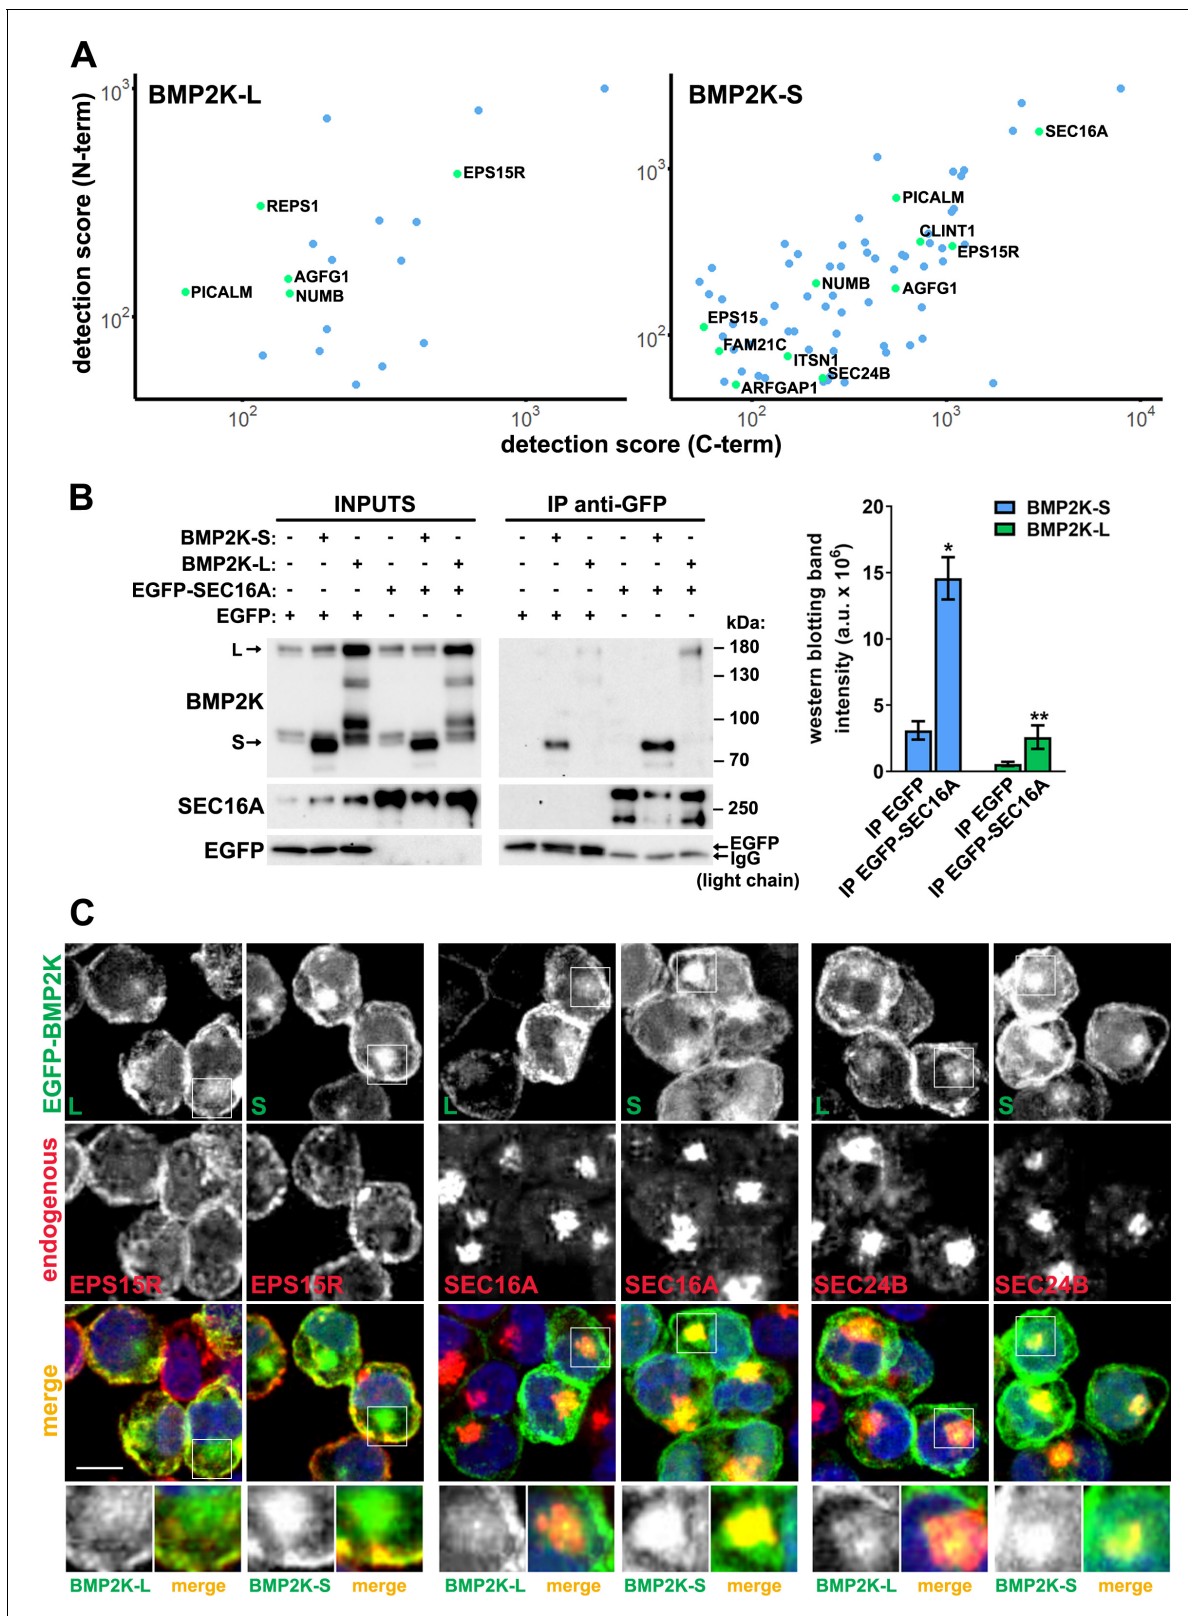 A
BMP2K-L
BMP2K-S
detection score (N-term)
10³
10²
EPS15R
REPS1
AGFG1
NUMB
PICALM
10²
10³
10³
10²
SEC16A
PICALM
CLINT1
EPS15R
NUMB
AGFG1
EPS15
FAM21C
ITSN1
SEC24B
ARFGAP1
10²
10³
10⁴
detection score (C-term)
B
INPUTS
IP anti-GFP
BMP2K-S: - + - - + - - + - - + -
BMP2K-L: - - + - - + - - + - - +
EGFP-SEC16A: - - - + + + - - - + + +
EGFP: + + + - - - + + + - - -
kDa:
L→
BMP2K
S→
– 180
– 130
– 100
– 70
SEC16A
– 250
EGFP
←EGFP
←IgG
(light chain)
western blotting band
intensity (a.u. x 10⁶)
20
15
10
5
0
BMP2K-S
BMP2K-L
*
**
IP EGFP
IP EGFP-SEC16A
IP EGFP
IP EGFP-SEC16A
C
EGFP-BMP2K
L
S
L
S
L
S
endogenous
EPS15R
EPS15R
SEC16A
SEC16A
SEC24B
SEC24B
merge
BMP2K-L merge BMP2K-S merge BMP2K-L merge BMP2K-S merge BMP2K-L merge BMP2K-S merge